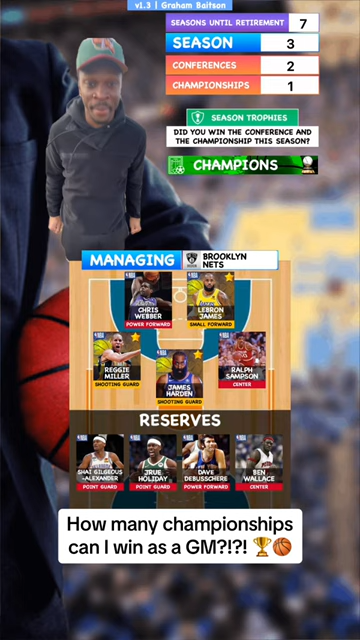 v1.3 | Graham Baitson
SEASONS UNTIL RETIREMENT 7
SEASON 3
CONFERENCES 2
CHAMPIONSHIPS 1
SEASON TROPHIES
DID YOU WIN THE CONFERENCE AND
THE CHAMPIONSHIP THIS SEASON?
CHAMPIONS
MANAGING BROOKLYN
NETS
CHRIS
WEBBER
POWER FORWARD
LEBRON
JAMES
SMALL FORWARD
REGGIE
MILLER
SHOOTING GUARD
JAMES
HARDEN
SHOOTING GUARD
RALPH
SAMPSON
CENTER
RESERVES
SHAI GILGEOUS
-ALEXANDER
POINT GUARD
JRUE
HOLIDAY
POINT GUARD
DAVE
DEBUSSCHERE
POWER FORWARD
BEN
WALLACE
CENTER
How many championships
can I win as a GM?!?! 🏆🏀